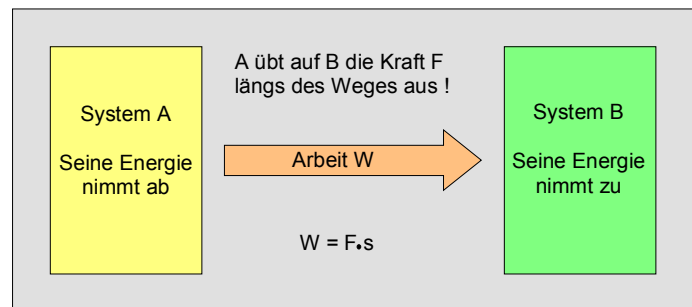 A übt auf B die Kraft F
längs des Weges aus !
System A
Seine Energie
nimmt ab
Arbeit W
System B
Seine Energie
nimmt zu
W = F•s